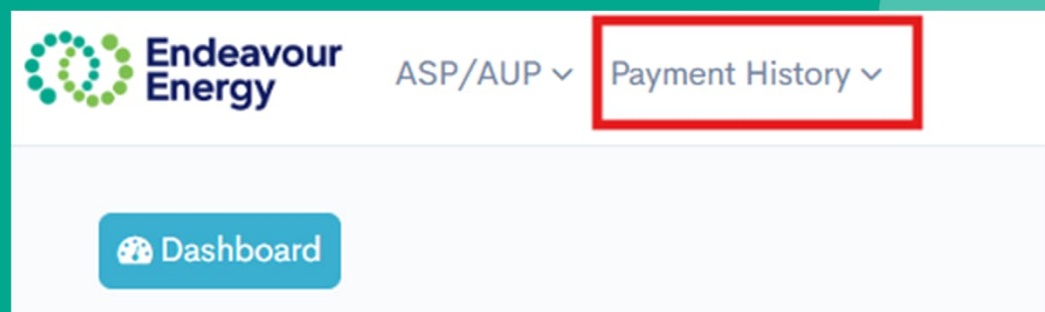 Endeavour
Energy
ASP/AUP
Payment History
Dashboard